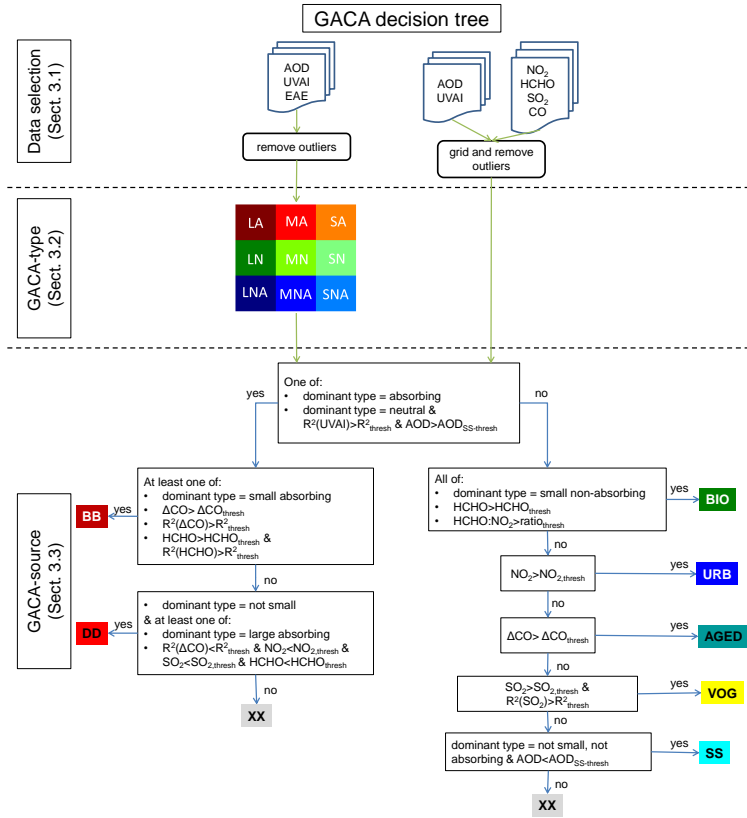 GACA decision tree
Data selection
(Sect. 3.1)
AOD
UVAI
EAE
AOD
UVAI
NO₂
HCHO
SO₂
CO
remove outliers
grid and remove
outliers
GACA-type
(Sect. 3.2)
LA MA SA
LN MN SN
LNA MNA SNA
GACA-source
(Sect. 3.3)
One of:
• dominant type = absorbing
• dominant type = neutral &
R²(UVAI)>R²thresh & AOD>AODSS-thresh
yes
no
At least one of:
• dominant type = small absorbing
• ΔCO> ΔCOthresh
• R²(ΔCO)>R²thresh
• HCHO>HCHOthresh &
R²(HCHO)>R²thresh
yes
BB
no
• dominant type = not small
& at least one of:
• dominant type = large absorbing
• R²(ΔCO)<R²thresh & NO₂<NO₂,thresh &
SO₂<SO₂,thresh & HCHO<HCHOthresh
yes
DD
no
XX
All of:
• dominant type = small non-absorbing
• HCHO>HCHOthresh
• HCHO:NO₂>ratiothresh
yes
BIO
no
NO₂>NO₂,thresh
yes
URB
no
ΔCO> ΔCOthresh
yes
AGED
no
SO₂>SO₂,thresh &
R²(SO₂)>R²thresh
yes
VOG
no
dominant type = not small, not
absorbing & AOD<AODSS-thresh
yes
SS
no
XX